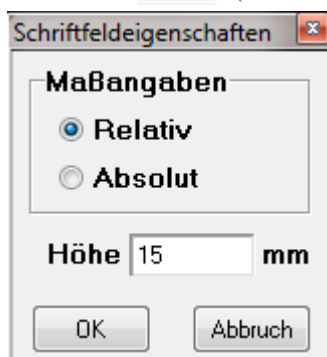 Schriftfeldeigenschaften
Maßangaben
Relativ
Absolut
Höhe 15 mm
OK Abbruch